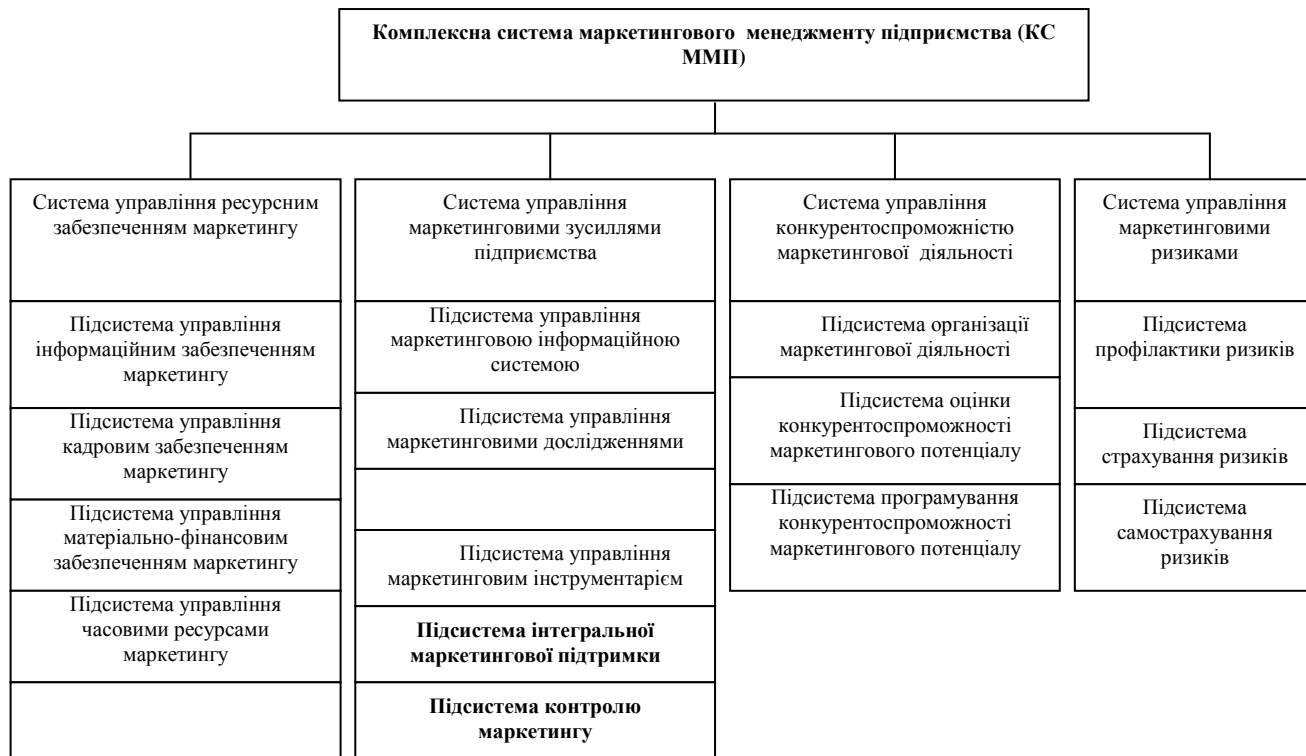 Комплексна система маркетингового менеджменту підприємства (КС
ММП)
Система управління ресурсним
забезпеченням маркетингу
Підсистема управління
інформаційним забезпеченням
маркетингу
Підсистема управління
кадровим забезпеченням
маркетингу
Підсистема управління
матеріально-фінансовим
забезпеченням маркетингу
Підсистема управління
часовими ресурсами
маркетингу
Система управління
маркетинговими зусиллями
підприємства
Підсистема управління
маркетинговою інформаційною
системою
Підсистема управління
маркетинговими дослідженнями
Підсистема управління
маркетинговим інструментарієм
Підсистема інтегральної
маркетингової підтримки
Підсистема контролю
маркетингу
Система управління
конкурентоспроможністю
маркетингової діяльності
Підсистема організації
маркетингової діяльності
Підсистема оцінки
конкурентоспроможності
маркетингового потенціалу
Підсистема програмування
конкурентоспроможності
маркетингового потенціалу
Система управління
маркетинговими
ризиками
Підсистема
профілактики ризиків
Підсистема
страхування ризиків
Підсистема
самострахування
ризиків